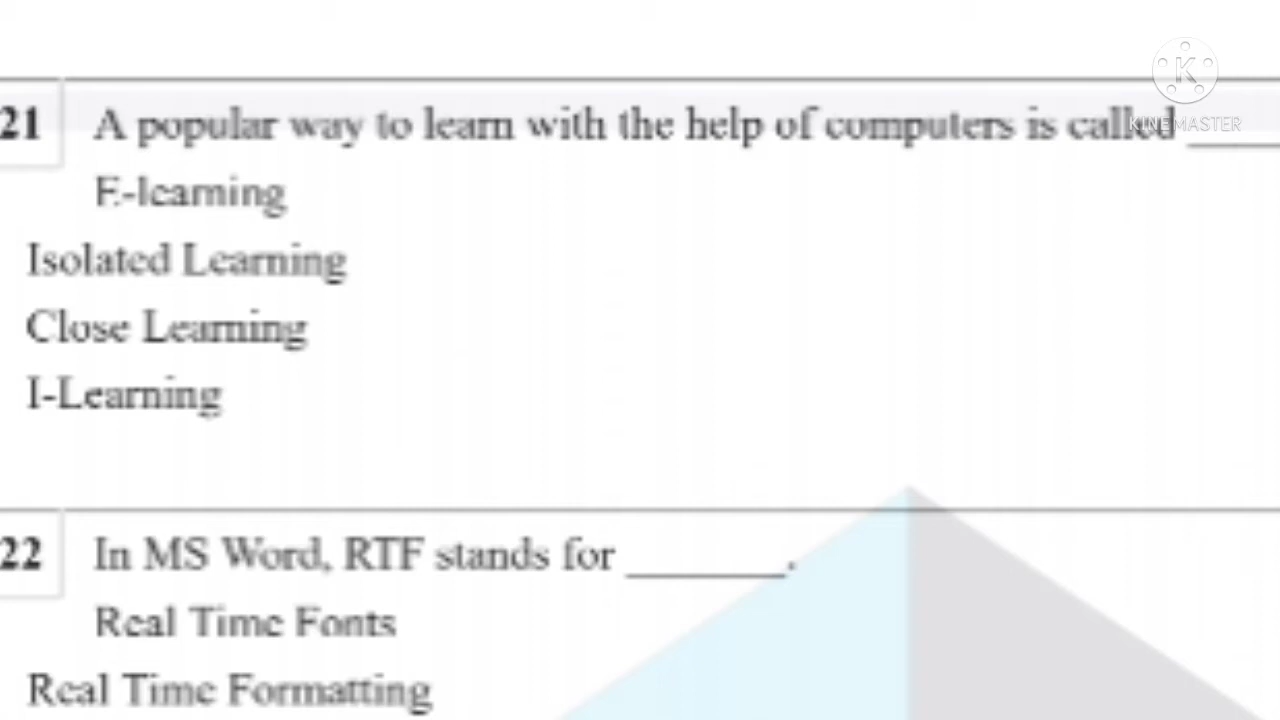 KINEMASTER
21 A popular way to learn with the help of computers is called ______
E-learning
Isolated Learning
Close Learning
I-Learning
22 In MS Word, RTF stands for ________.
Real Time Fonts
Real Time Formatting